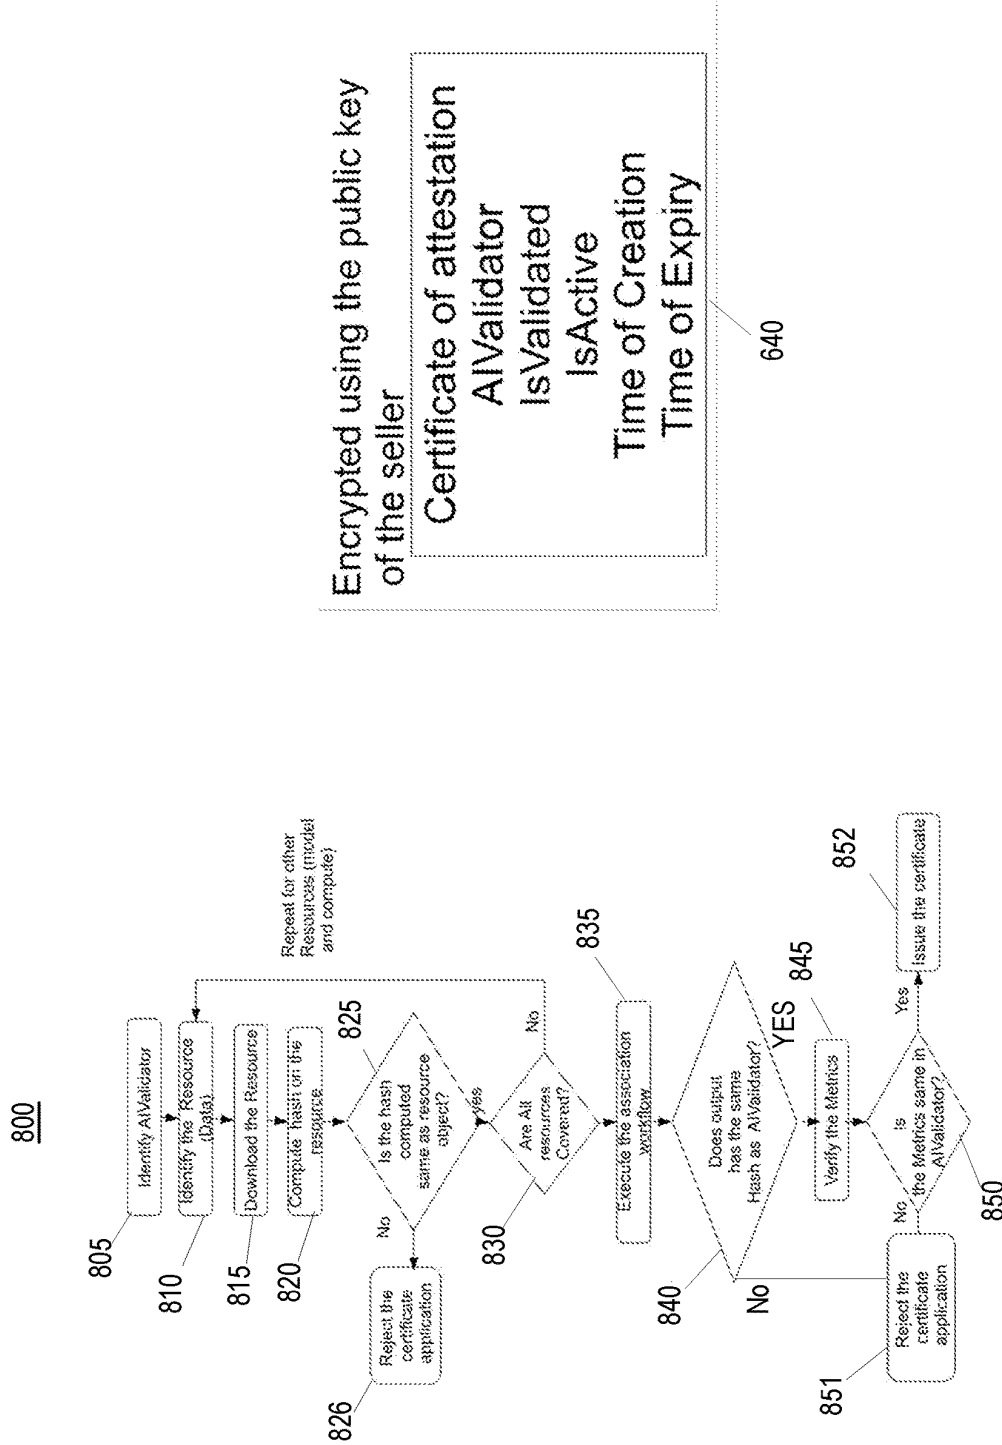 800
805
Identify AIValidator
810
Identify the Resource
(Data)
815
Download the Resource
820
Compute hash on the
resource
Repeat for other
Resources (model
and compute)
825
Is the hash
computed
same as resource
object?
No
826
Reject the
certificate
application
yes
830
Are All
resources
Covered?
No
835
Execute the association
workflow
840
Does output
has the same
Hash as AIValidator?
No
YES
845
Verify the Metrics
850
Is
the Metrics same in
AIValidator?
No
851
Reject the
certificate
application
Yes
852
Issue the certificate
Encrypted using the public key
of the seller
Certificate of attestation
AIValidator
IsValidated
IsActive
Time of Creation
Time of Expiry
640